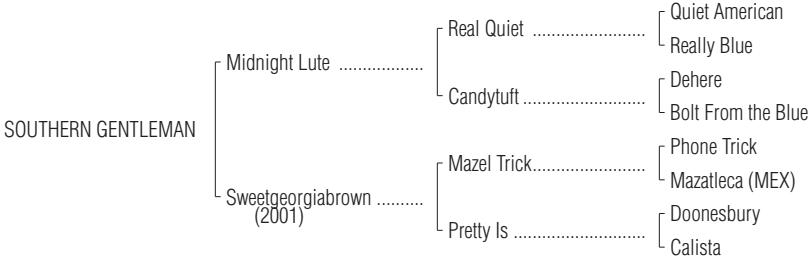 Quiet American
Real Quiet ........................
Really Blue
Midnight Lute ..................
Dehere
Candytuft..........................
Bolt From the Blue
SOUTHERN GENTLEMAN
Phone Trick
Mazel Trick........................
Mazatleca (MEX)
Sweetgeorgiabrown ..........
(2001)
Doonesbury
Pretty Is ............................
Calista